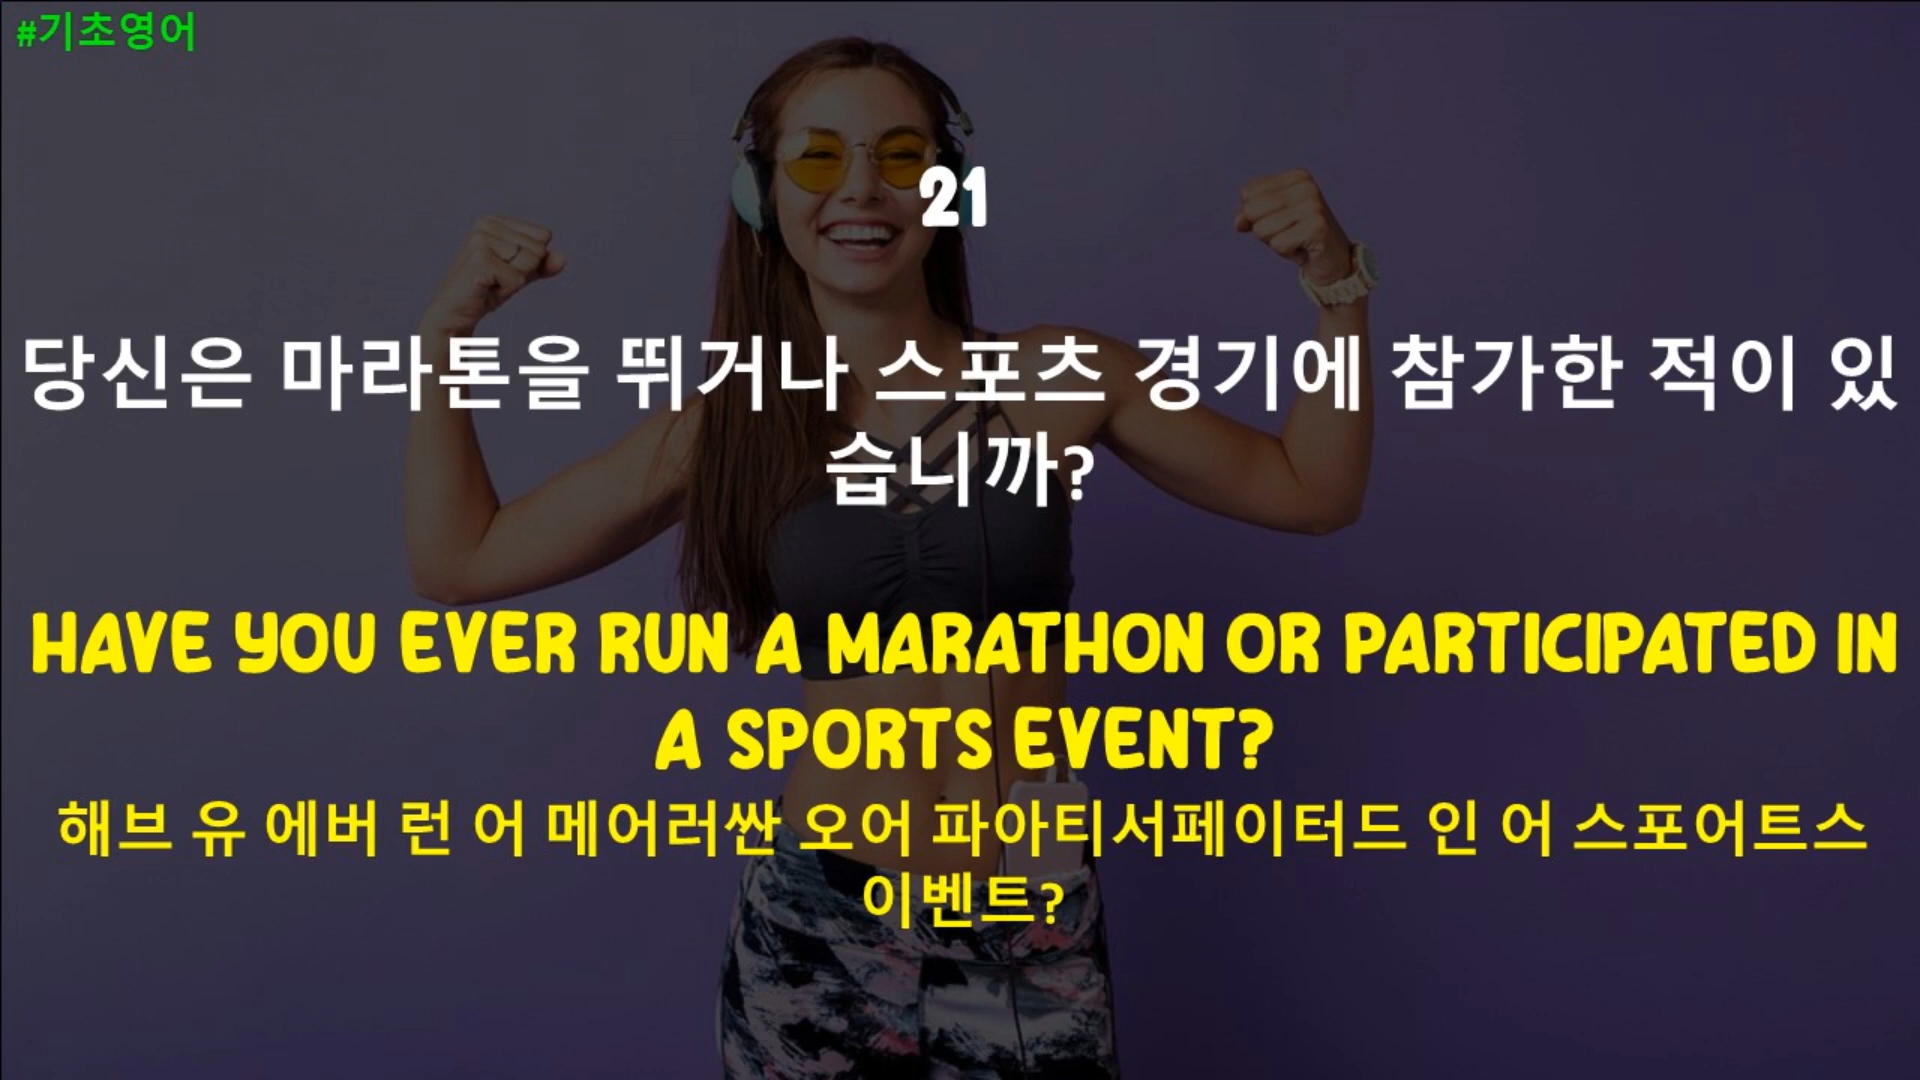 #기초영어
21
당신은 마라톤을 뛰거나 스포츠 경기에 참가한 적이 있
습니까?
HAVE YOU EVER RUN A MARATHON OR PARTICIPATED IN
A SPORTS EVENT?
해브 유 에버 런 어 메어러싼 오어 파아티서페이터드 인 어 스포어트스
이벤트?